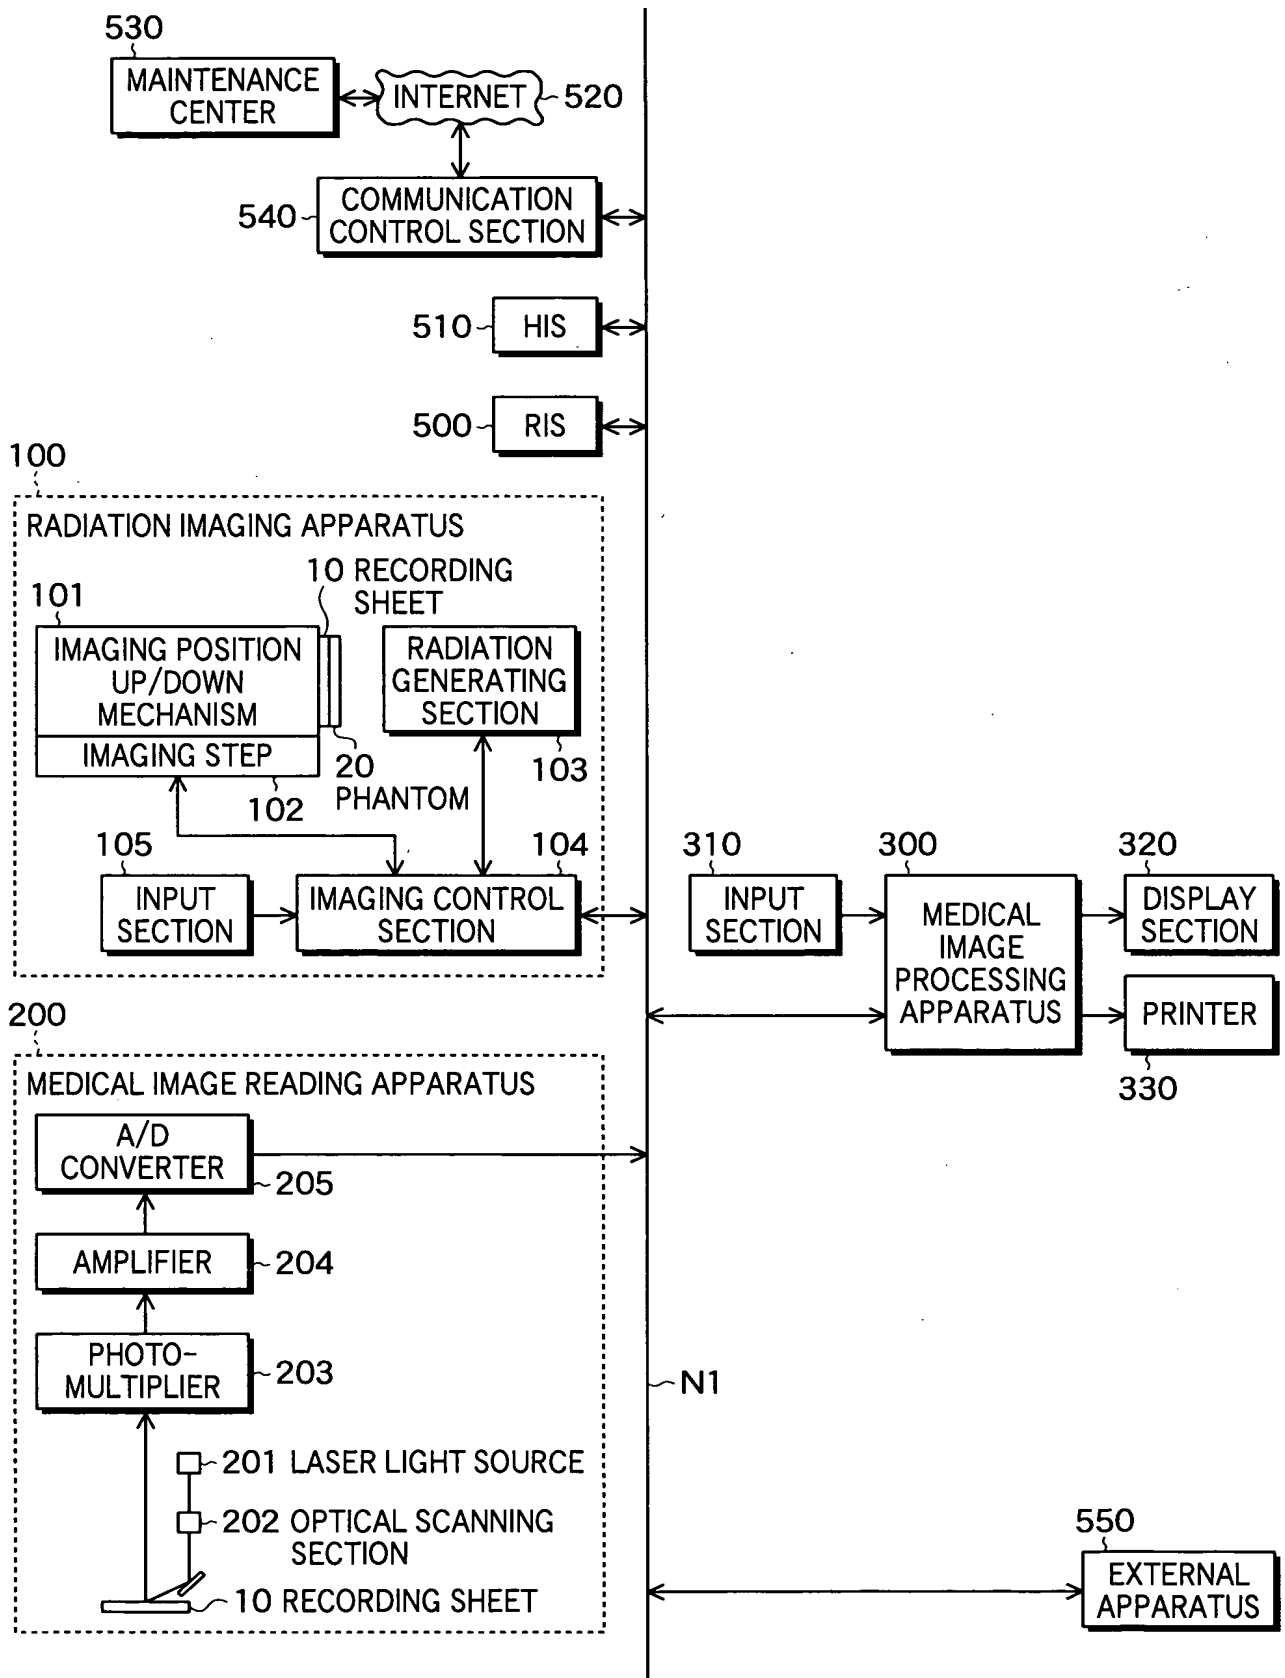 530
MAINTENANCE
CENTER
INTERNET
520
540
COMMUNICATION
CONTROL SECTION
510
HIS
500
RIS
100
RADIATION IMAGING APPARATUS
10 RECORDING
SHEET
101
IMAGING POSITION
UP/DOWN
MECHANISM
IMAGING STEP
102
20
PHANTOM
RADIATION
GENERATING
SECTION
103
105
INPUT
SECTION
104
IMAGING CONTROL
SECTION
310
INPUT
SECTION
300
MEDICAL
IMAGE
PROCESSING
APPARATUS
320
DISPLAY
SECTION
PRINTER
330
200
MEDICAL IMAGE READING APPARATUS
A/D
CONVERTER
205
AMPLIFIER
204
PHOTO-
MULTIPLIER
203
N1
201 LASER LIGHT SOURCE
202 OPTICAL SCANNING
SECTION
10 RECORDING SHEET
550
EXTERNAL
APPARATUS